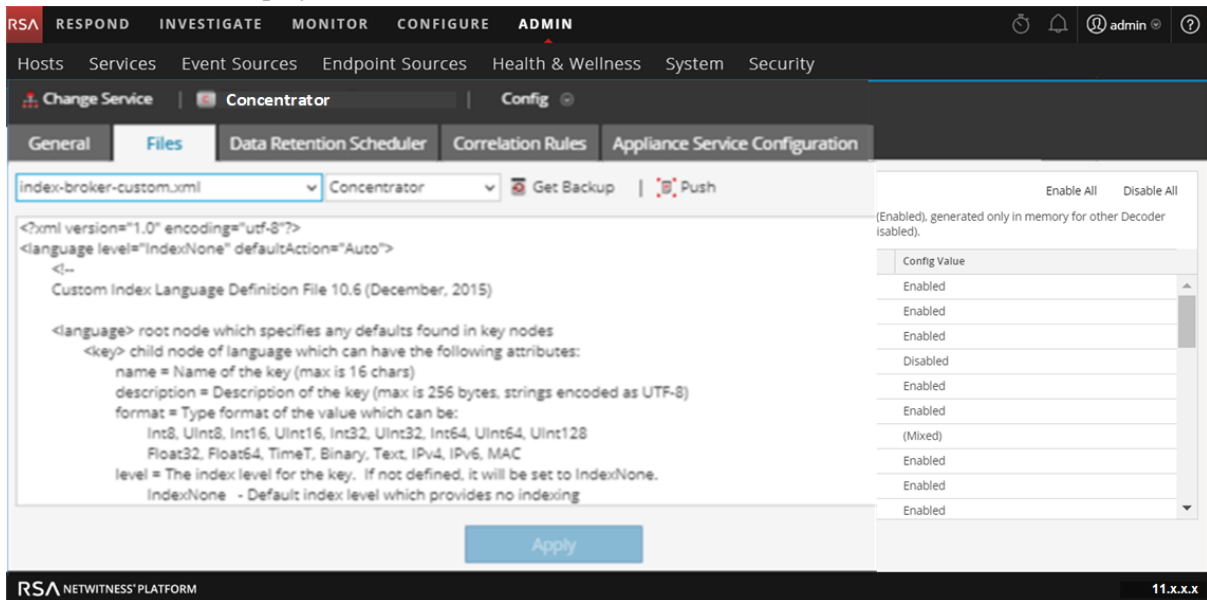 RSA RESPOND INVESTIGATE MONITOR CONFIGURE ADMIN admin ?
Hosts Services Event Sources Endpoint Sources Health & Wellness System Security
Change Service | Concentrator | Config
General Files Data Retention Scheduler Correlation Rules Appliance Service Configuration
index-broker-custom.xml Concentrator Get Backup | Push
<?xml version="1.0" encoding="utf-8"?>
<language level="IndexNone" defaultAction="Auto">
<!--
Custom Index Language Definition File 10.6 (December, 2015)
<language> root node which specifies any defaults found in key nodes
<key> child node of language which can have the following attributes:
name = Name of the key (max is 16 chars)
description = Description of the key (max is 256 bytes, strings encoded as UTF-8)
format = Type format of the value which can be:
Int8, UInt8, Int16, UInt16, Int32, UInt32, Int64, UInt64, UInt128
Float32, Float64, TimeT, Binary, Text, IPv4, IPv6, MAC
level = The index level for the key. If not defined, it will be set to IndexNone.
IndexNone - Default index level which provides no indexing
Apply
Enable All Disable All
(Enabled), generated only in memory for other Decoder
isabled).
Config Value
Enabled
Enabled
Enabled
Disabled
Enabled
Enabled
(Mixed)
Enabled
Enabled
Enabled
RSA NETWITNESS® PLATFORM 11.x.x.x